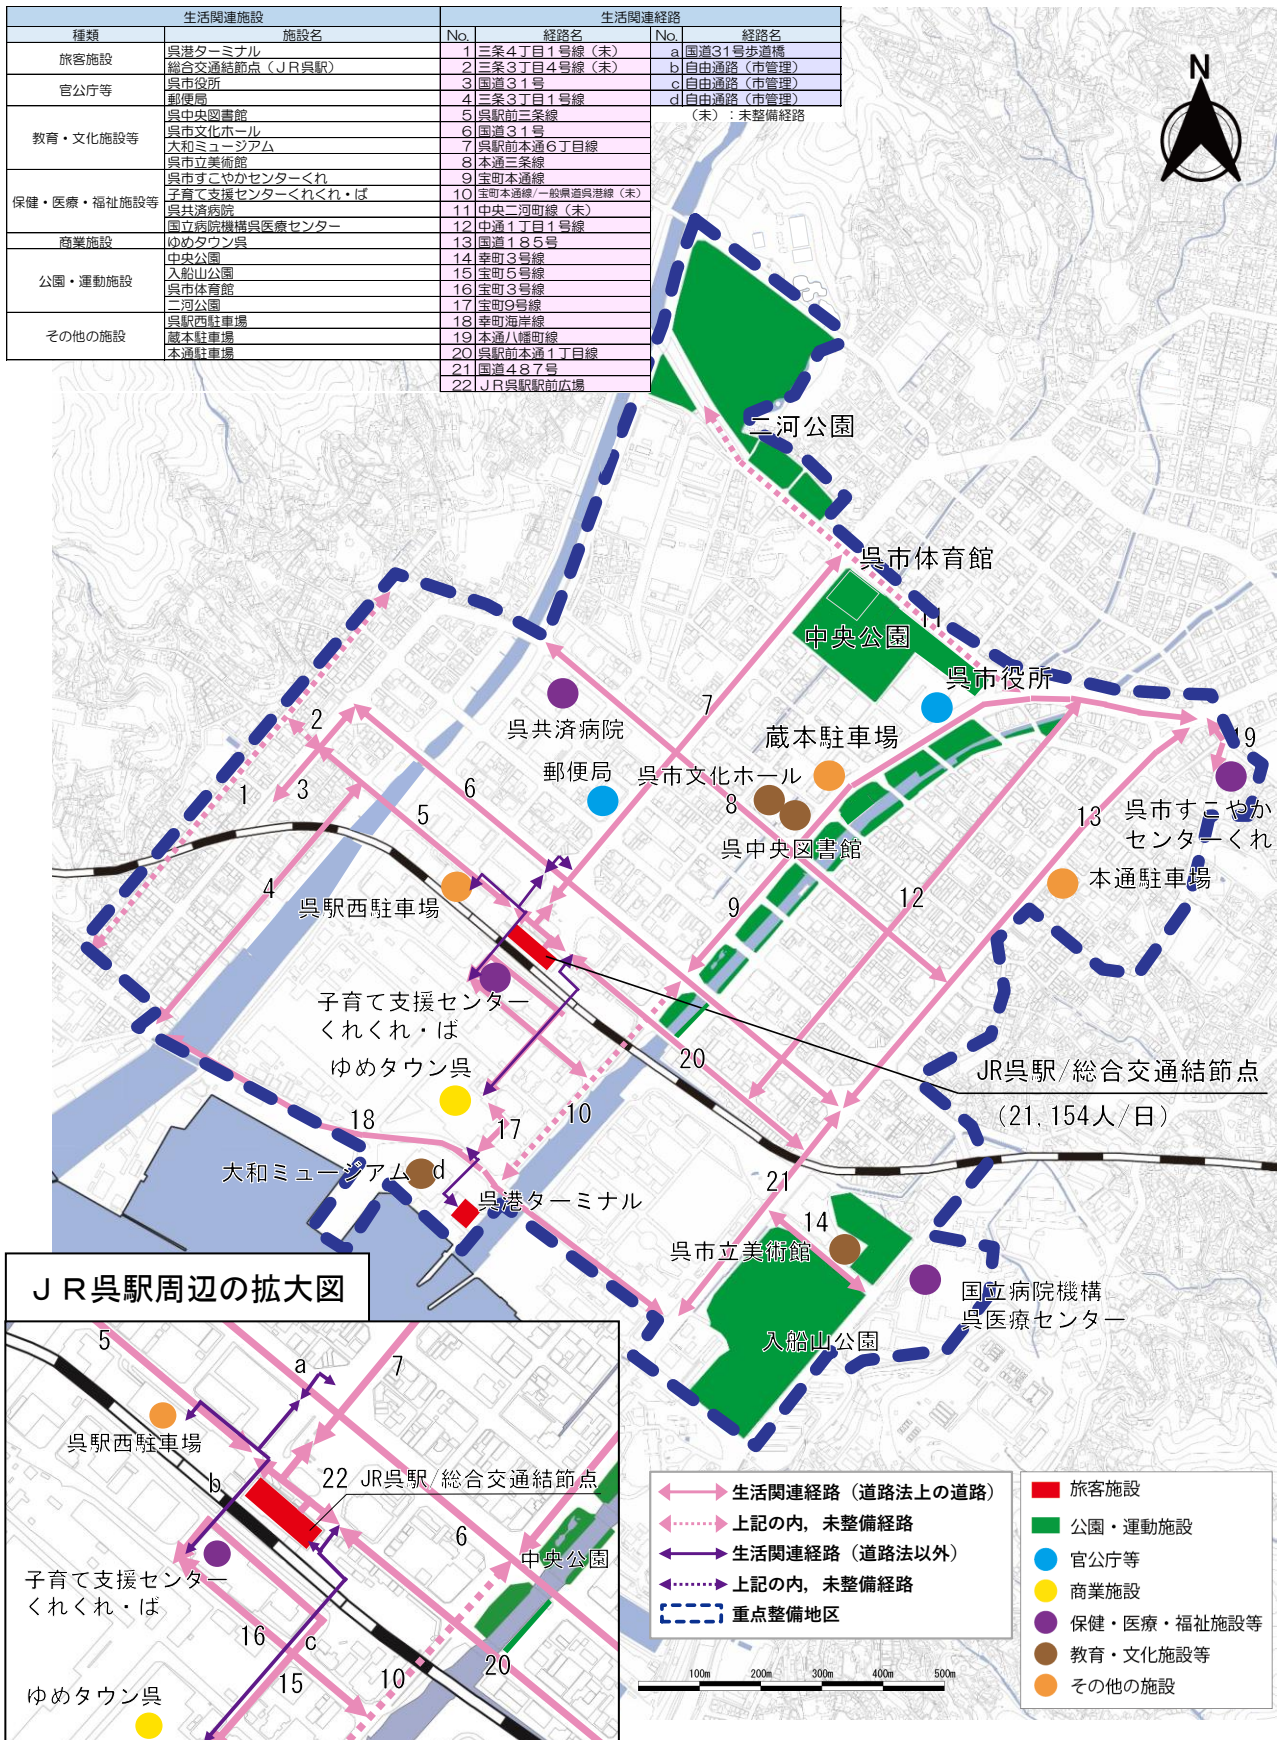 生活関連施設 生活関連経路
種類 施設名 No. 経路名 No. 経路名
旅客施設 呉港ターミナル 1 三条4丁目1号線（未） a 国道31号歩道橋
総合交通結節点（ＪＲ呉駅） 2 三条3丁目4号線（未） b 自由通路（市管理）
官公庁等 呉市役所 3 国道31号 c 自由通路（市管理）
郵便局 4 三条3丁目1号線 d 自由通路（市管理）
教育・文化施設等 呉中央図書館 5 呉駅前三条線 （未）：未整備経路
呉市文化ホール 6 国道31号
大和ミュージアム 7 呉駅前本通6丁目線
呉市立美術館 8 本通三条線
保健・医療・福祉施設等 呉市すこやかセンターくれ 9 宝町本通線
子育て支援センターくれくれ・ば 10 宝町本通線/一般県道呉港線（未）
呉共済病院 11 中央二河町線（未）
国立病院機構呉医療センター 12 中通1丁目1号線
商業施設 ゆめタウン呉 13 国道185号
公園・運動施設 中央公園 14 幸町3号線
入船山公園 15 宝町5号線
呉市体育館 16 宝町3号線
二河公園 17 宝町9号線
その他の施設 呉駅西駐車場 18 幸町海岸線
蔵本駐車場 19 本通八幡町線
本通駐車場 20 呉駅前本通1丁目線
21 国道487号
22 ＪＲ呉駅駅前広場
N
二河公園
呉市体育館
11
中央公園
呉市役所
7
呉共済病院
2
蔵本駐車場
19
郵便局
呉市文化ホール
6
3
1
8
5
13
呉市すこやか
センターくれ
呉中央図書館
本通駐車場
4
12
呉駅西駐車場
9
子育て支援センター
くれくれ・ば
20
ゆめタウン呉
JR呉駅/総合交通結節点
(21,154人/日)
10
18
17
大和ミュージアム
d
21
呉港ターミナル
14
呉市立美術館
国立病院機構
呉医療センター
入船山公園
ＪＲ呉駅周辺の拡大図
5
a
7
呉駅西駐車場
b
22
JR呉駅/総合交通結節点
6
中央公園
子育て支援センター
くれくれ・ば
16
c
20
10
15
ゆめタウン呉
生活関連経路（道路法上の道路）
上記の内，未整備経路
生活関連経路（道路法以外）
上記の内，未整備経路
重点整備地区
100m 200m 300m 400m 500m
旅客施設
公園・運動施設
官公庁等
商業施設
保健・医療・福祉施設等
教育・文化施設等
その他の施設